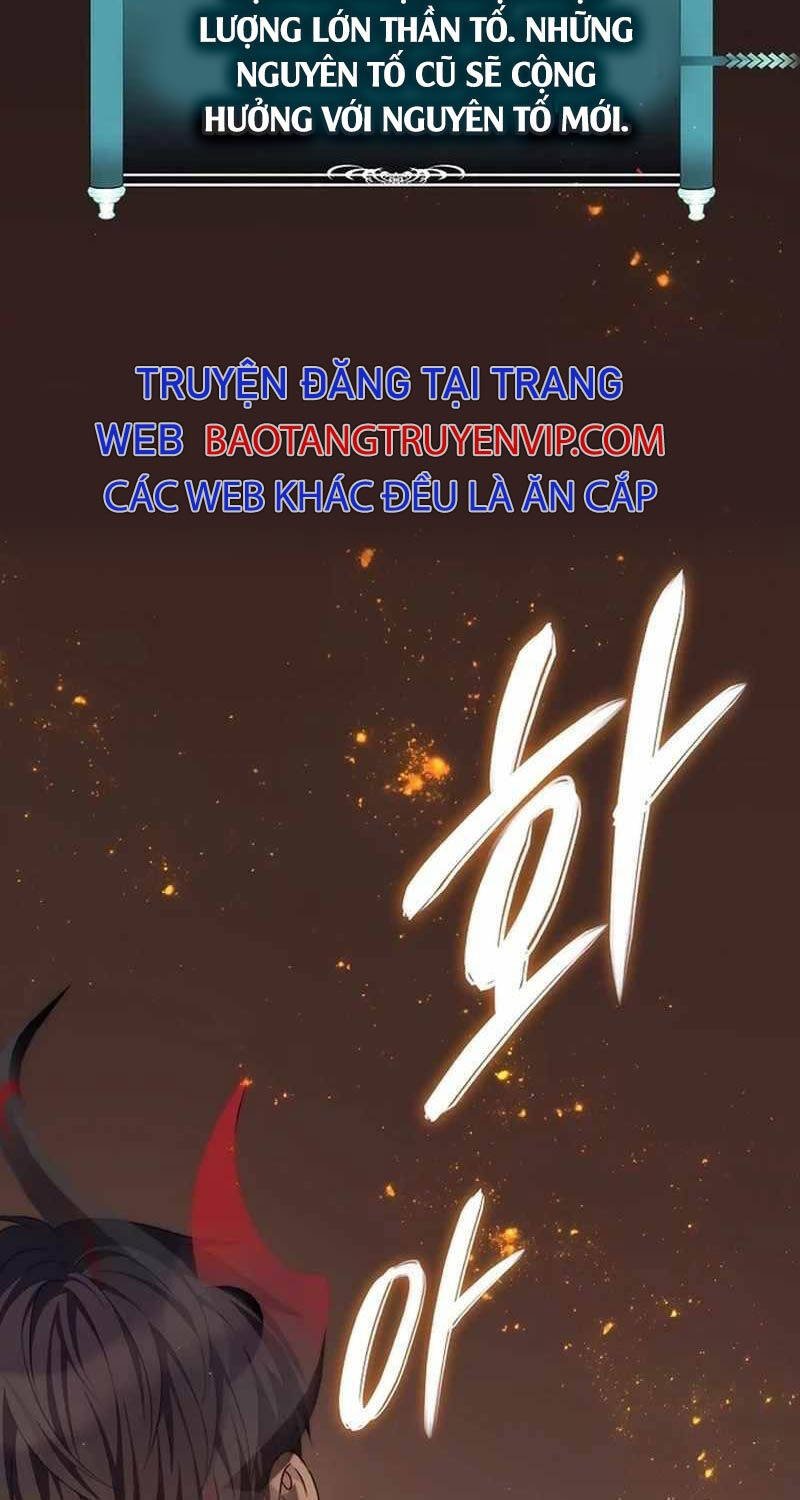 LƯỢNG LỚN THẦN TỐ. NHỮNG
NGUYÊN TỐ CŨ SẼ CỘNG
HƯỞNG VỚI NGUYÊN TỐ MỚI.
TRUYỆN ĐĂNG TẠI TRANG
WEB BAOTANGTRUYENVIP.COM
CÁC WEB KHÁC ĐỀU LÀ ĂN CẮP
화
아